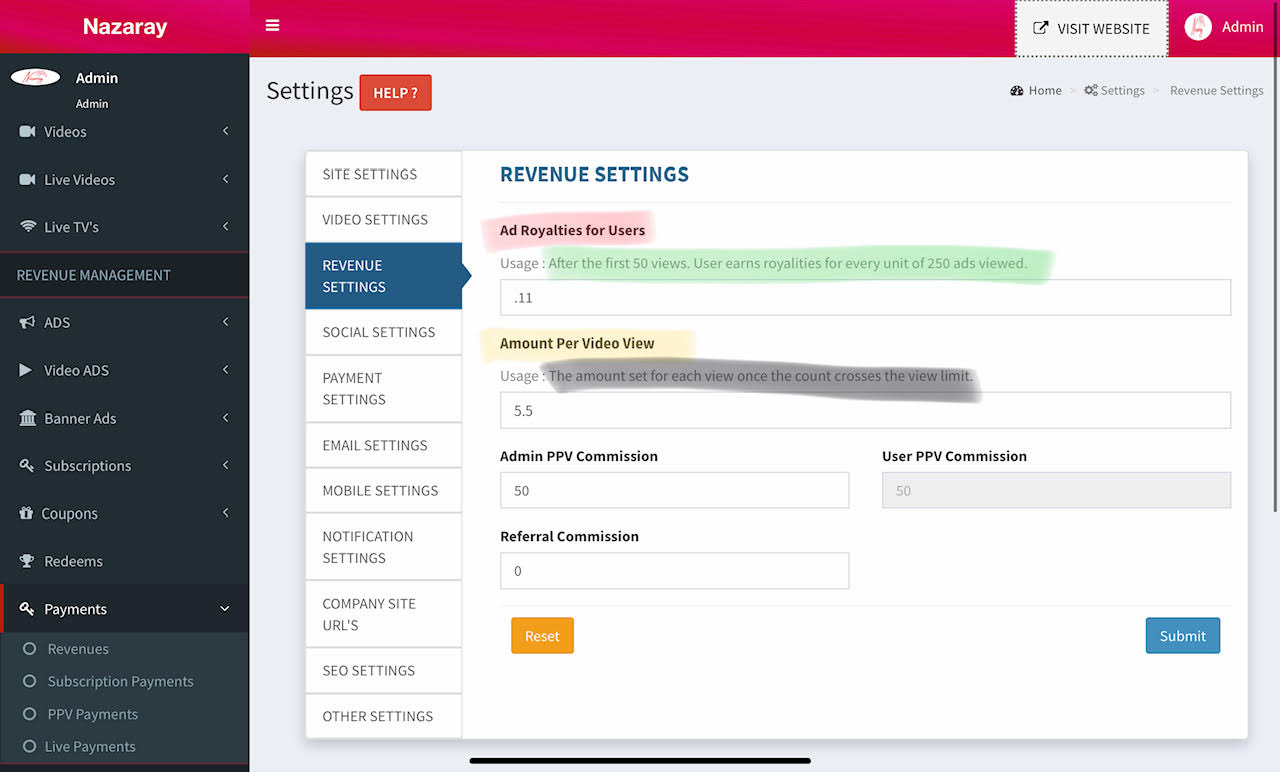 Nazaray
VISIT WEBSITE
Admin
Admin
Admin
Videos
Live Videos
Live TV's
REVENUE MANAGEMENT
ADS
Video ADS
Banner Ads
Subscriptions
Coupons
Redeems
Payments
Revenues
Subscription Payments
PPV Payments
Live Payments
Settings HELP ?
Home > Settings > Revenue Settings
SITE SETTINGS
VIDEO SETTINGS
REVENUE
SETTINGS
SOCIAL SETTINGS
PAYMENT
SETTINGS
EMAIL SETTINGS
MOBILE SETTINGS
NOTIFICATION
SETTINGS
COMPANY SITE
URL'S
SEO SETTINGS
OTHER SETTINGS
REVENUE SETTINGS
Ad Royalties for Users
Usage : After the first 50 views. User earns royalities for every unit of 250 ads viewed.
.11
Amount Per Video View
Usage : The amount set for each view once the count crosses the view limit.
5.5
Admin PPV Commission
50
User PPV Commission
50
Referral Commission
0
Reset
Submit